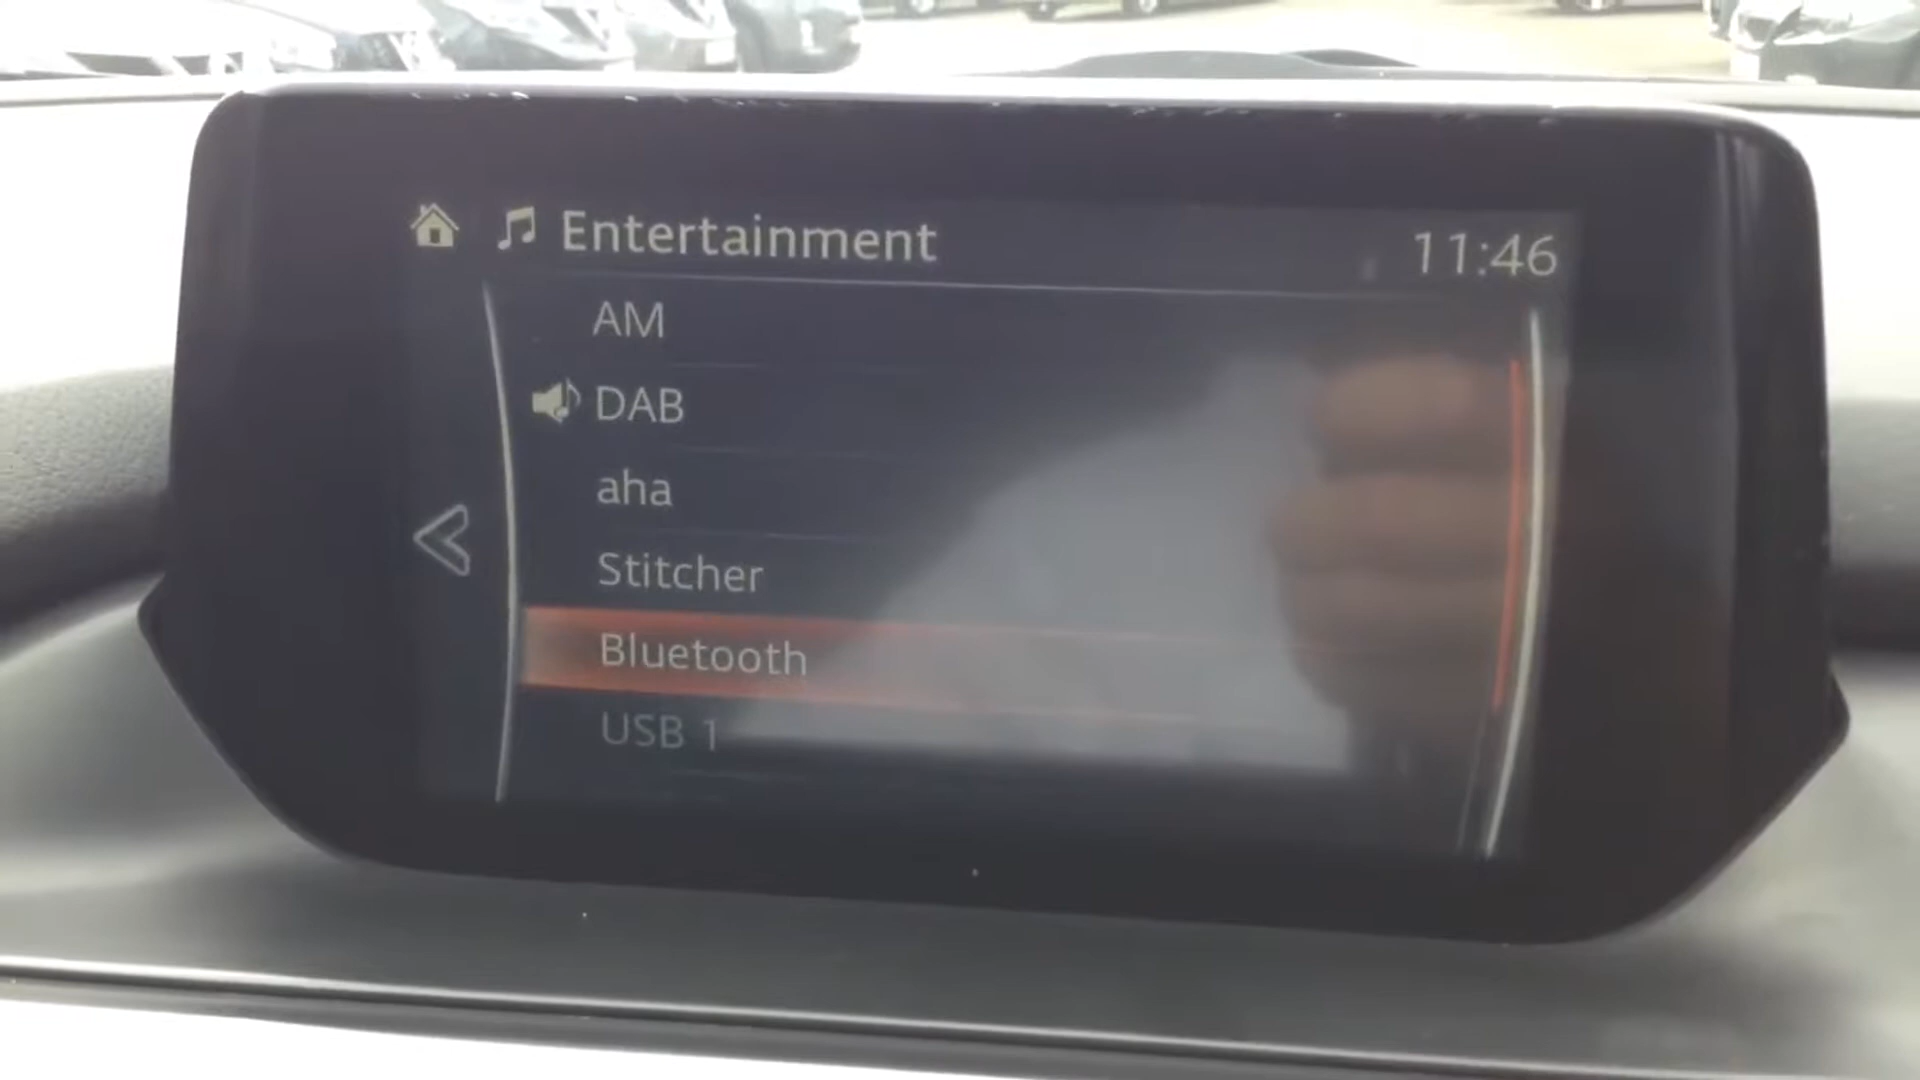 Entertainment
11:46
AM
DAB
aha
Stitcher
Bluetooth
USB 1